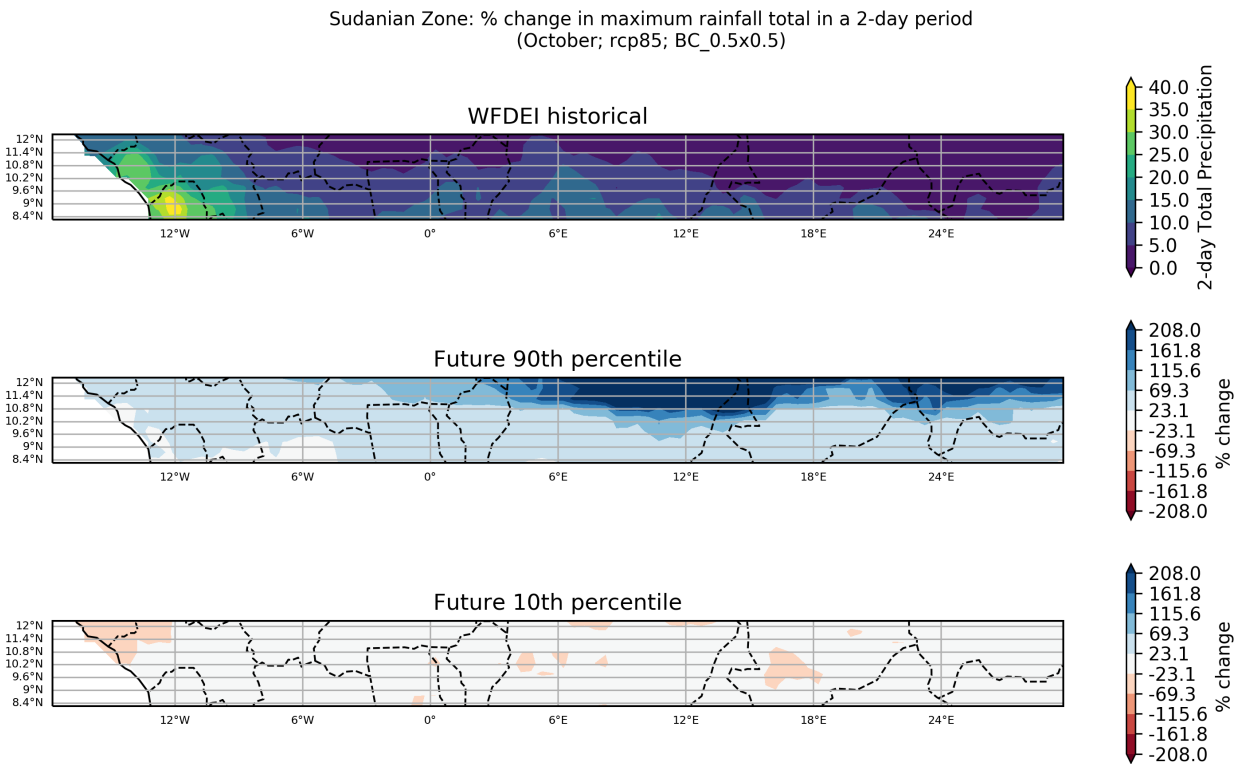 Sudanian Zone: % change in maximum rainfall total in a 2-day period
(October; rcp85; BC_0.5x0.5)
WFDEI historical
12°N
11.4°N
10.8°N
10.2°N
9.6°N
9°N
8.4°N
12°W 6°W 0° 6°E 12°E 18°E 24°E
40.0
35.0
30.0
25.0
20.0
15.0
10.0
5.0
0.0
2-day Total Precipitation
Future 90th percentile
12°N
11.4°N
10.8°N
10.2°N
9.6°N
9°N
8.4°N
12°W 6°W 0° 6°E 12°E 18°E 24°E
208.0
161.8
115.6
69.3
23.1
-23.1
-69.3
-115.6
-161.8
-208.0
% change
Future 10th percentile
12°N
11.4°N
10.8°N
10.2°N
9.6°N
9°N
8.4°N
12°W 6°W 0° 6°E 12°E 18°E 24°E
208.0
161.8
115.6
69.3
23.1
-23.1
-69.3
-115.6
-161.8
-208.0
% change